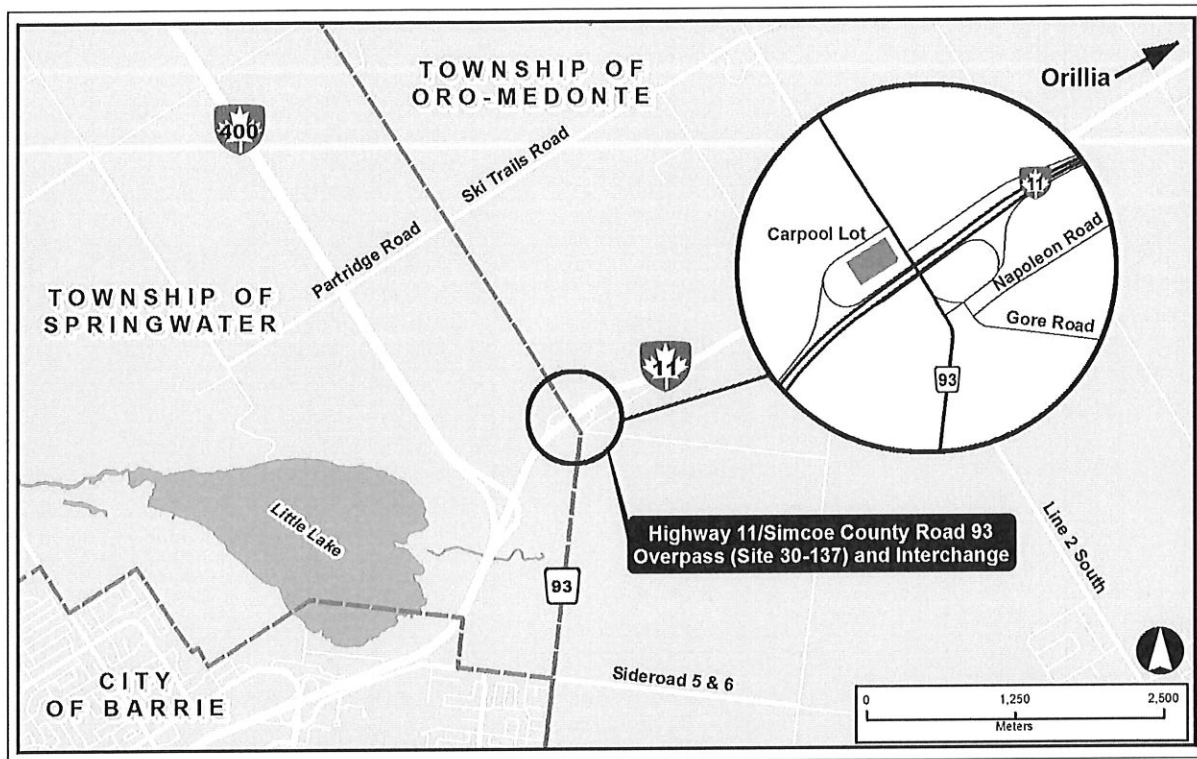 TOWNSHIP OF
ORO-MEDONTE
Orillia
400
Ski Trails Road
Partridge Road
11
Carpool Lot
Napoleon Road
Gore Road
93
TOWNSHIP OF
SPRINGWATER
11
Little Lake
Highway 11/Simcoe County Road 93
Overpass (Site 30-137) and Interchange
Line 2 South
93
Sideroad 5 & 6
CITY
OF BARRIE
0 1,250 2,500
Meters